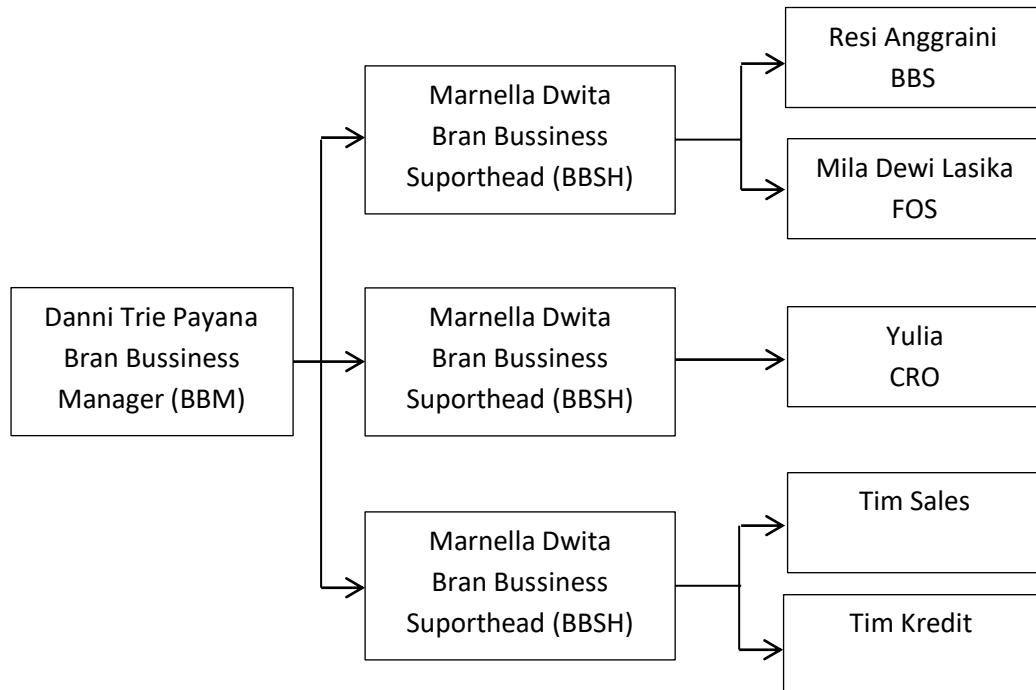 Resi Anggraini
BBS
Marnella Dwita
Bran Bussiness
Suporthead (BBSH)
Mila Dewi Lasika
FOS
Danni Trie Payana
Bran Bussiness
Manager (BBM)
Marnella Dwita
Bran Bussiness
Suporthead (BBSH)
Yulia
CRO
Tim Sales
Marnella Dwita
Bran Bussiness
Suporthead (BBSH)
Tim Kredit